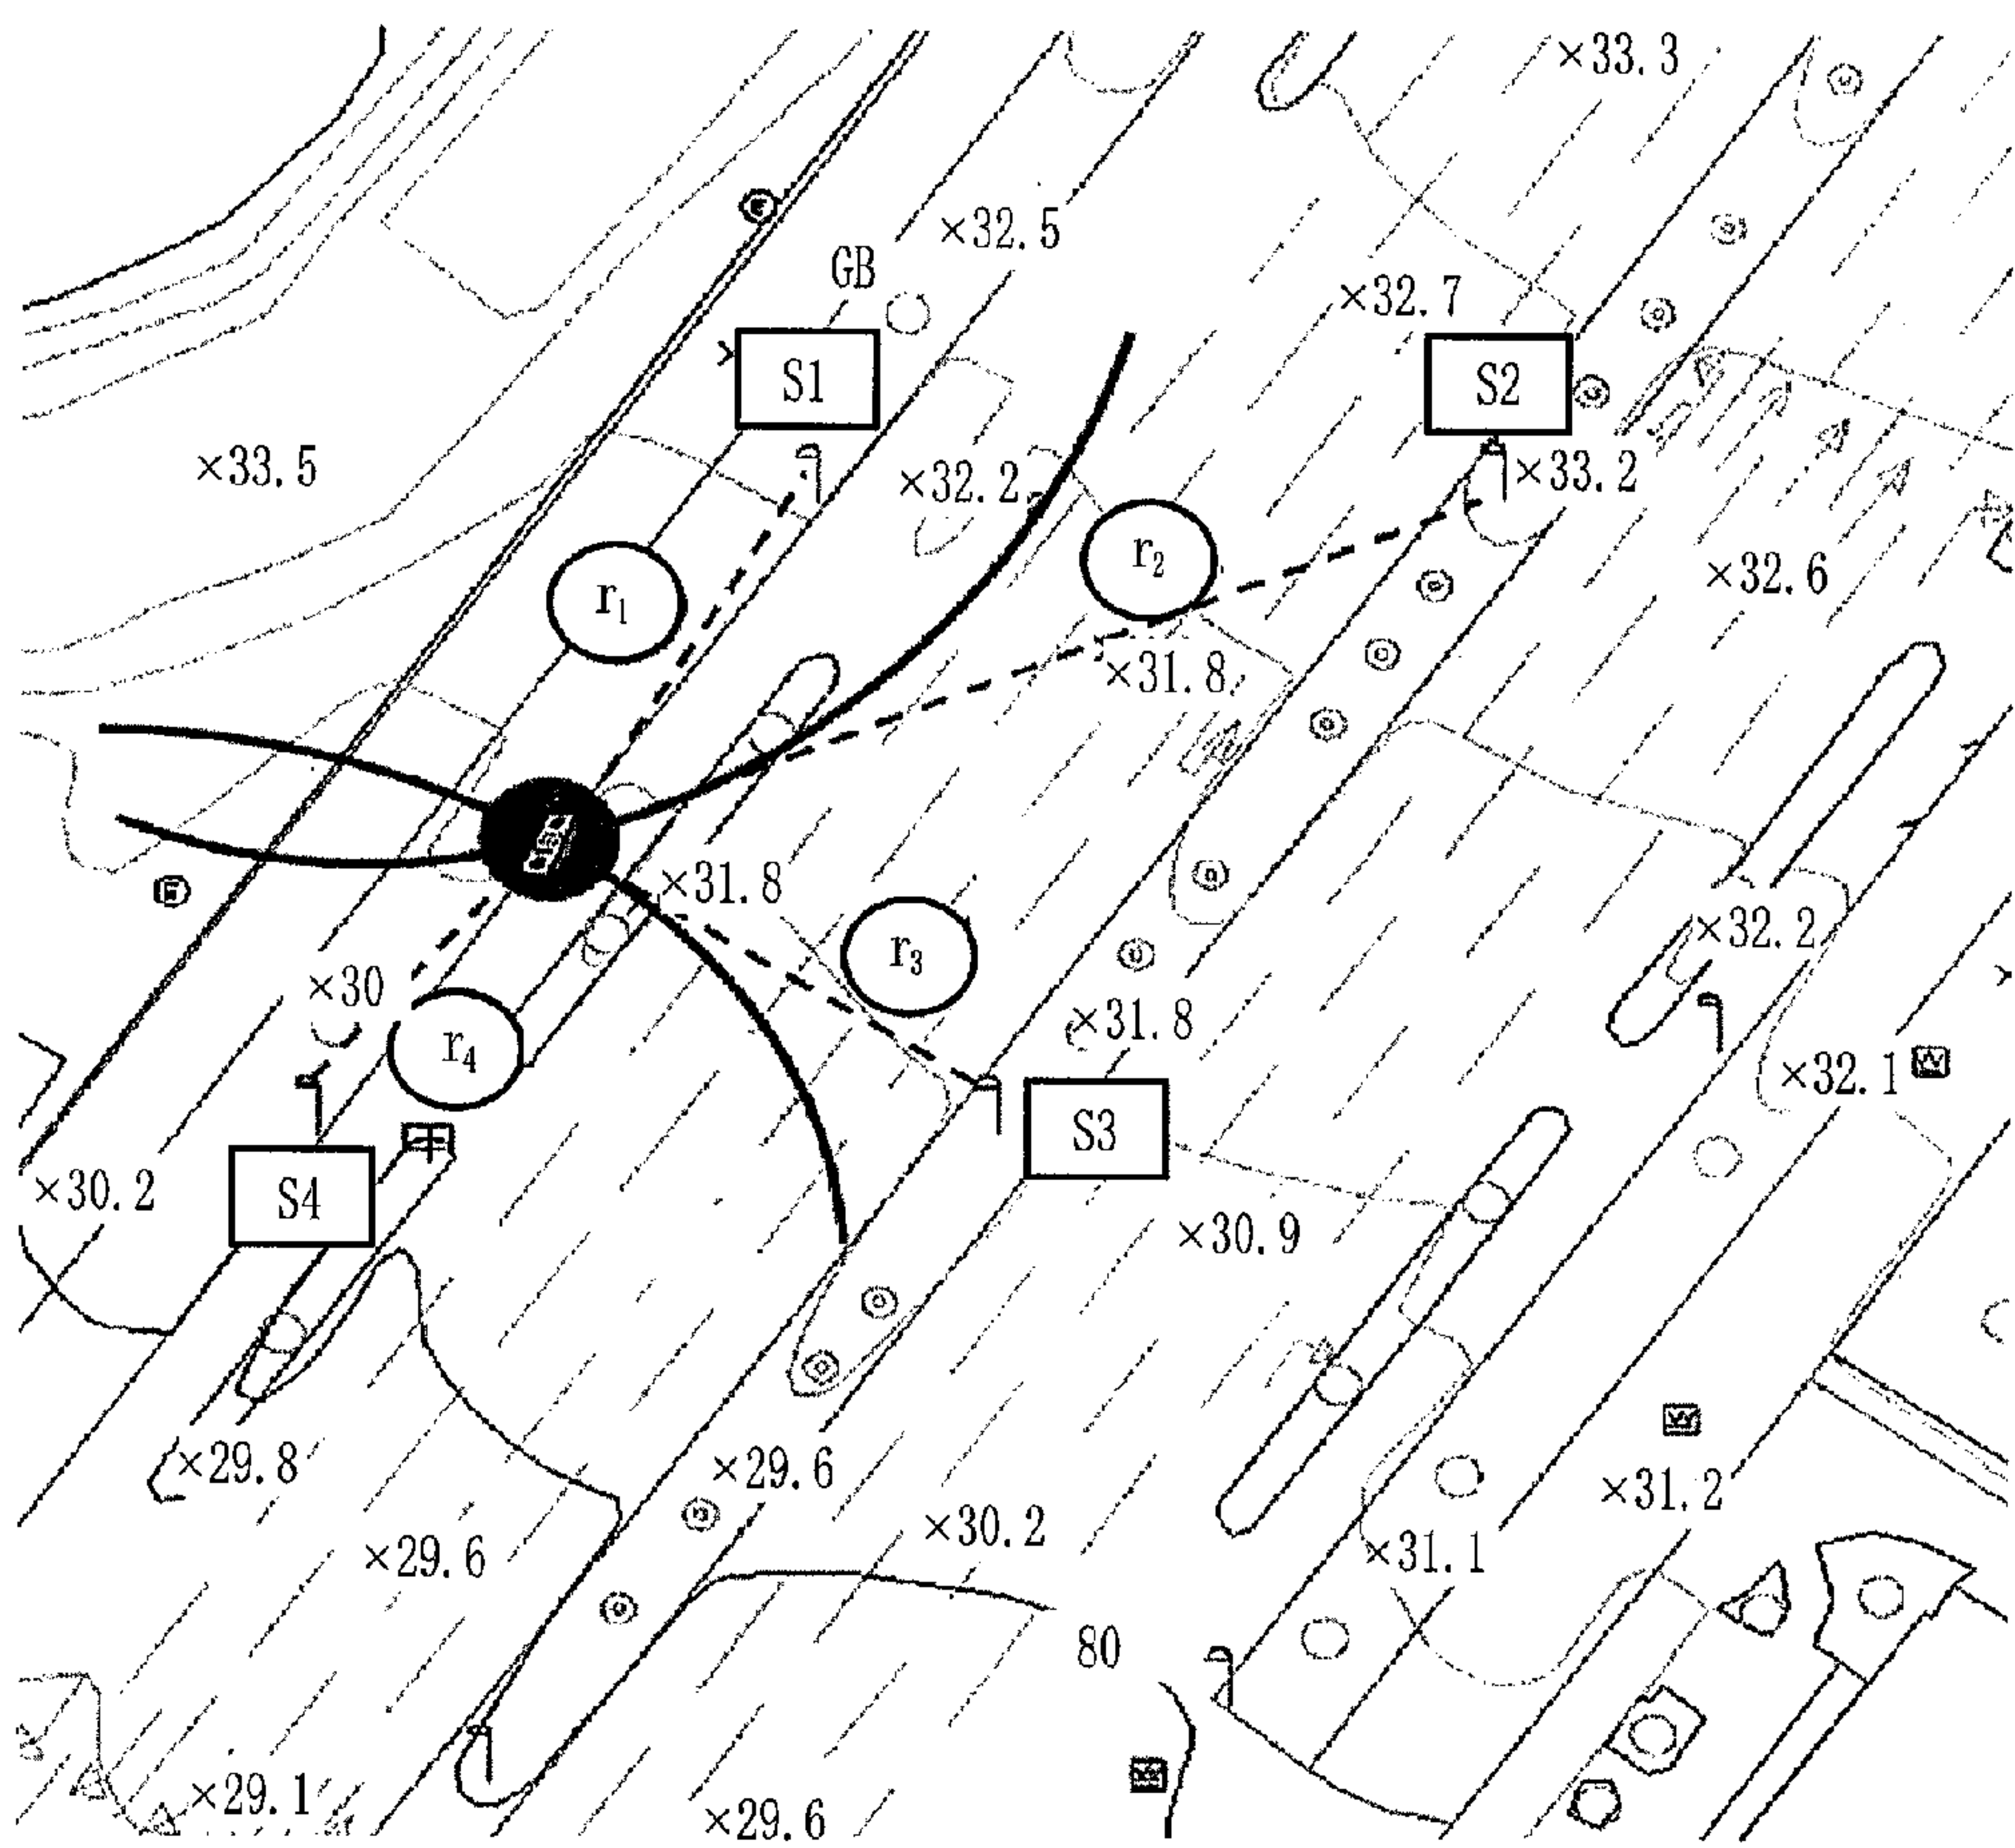 ×33.3
×32.5
GB
×32.7
S1
S2
×33.5
×32.2
×33.2
r₂
×32.6
r₁
×31.8
×31.8
×32.2
r₃
×30
×31.8
r₄
×32.1
W
S3
×30.2
S4
×30.9
×29.8
×29.6
×31.2
×30.2
×29.6
×31.1
80
×29.1
×29.6